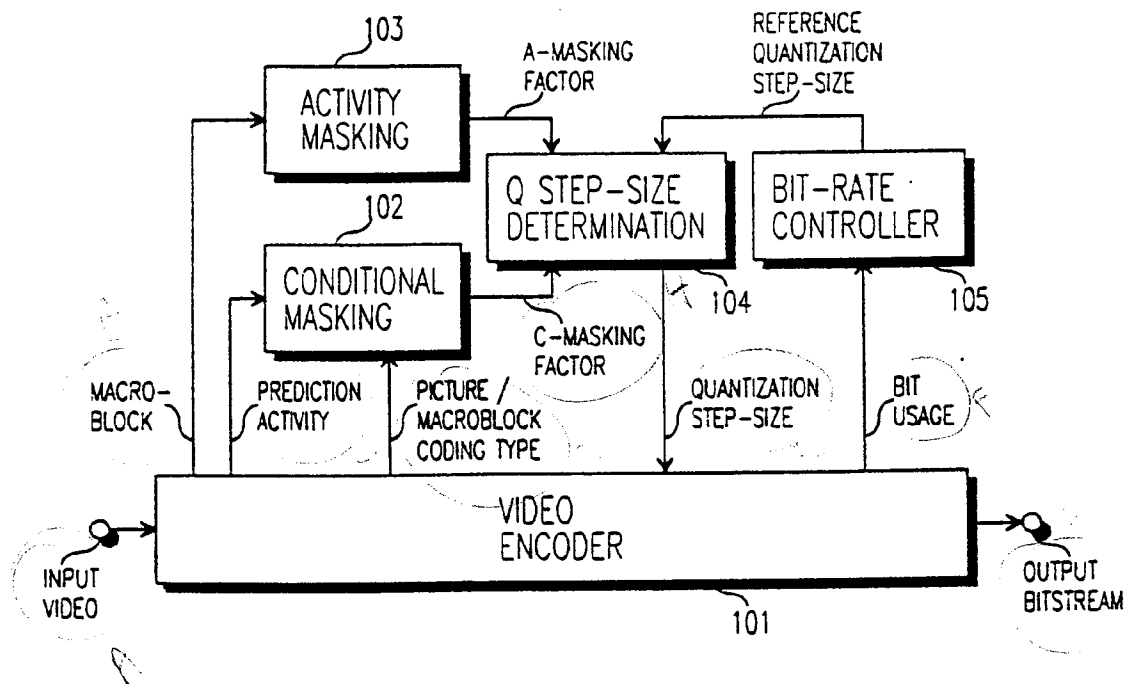 103
ACTIVITY
MASKING
A-MASKING
FACTOR
REFERENCE
QUANTIZATION
STEP-SIZE
102
CONDITIONAL
MASKING
C-MASKING
FACTOR
Q STEP-SIZE
DETERMINATION
104
BIT-RATE
CONTROLLER
105
MACRO-
BLOCK
PREDICTION
ACTIVITY
PICTURE /
MACROBLOCK
CODING TYPE
QUANTIZATION
STEP-SIZE
BIT
USAGE
INPUT
VIDEO
VIDEO
ENCODER
101
OUTPUT
BITSTREAM